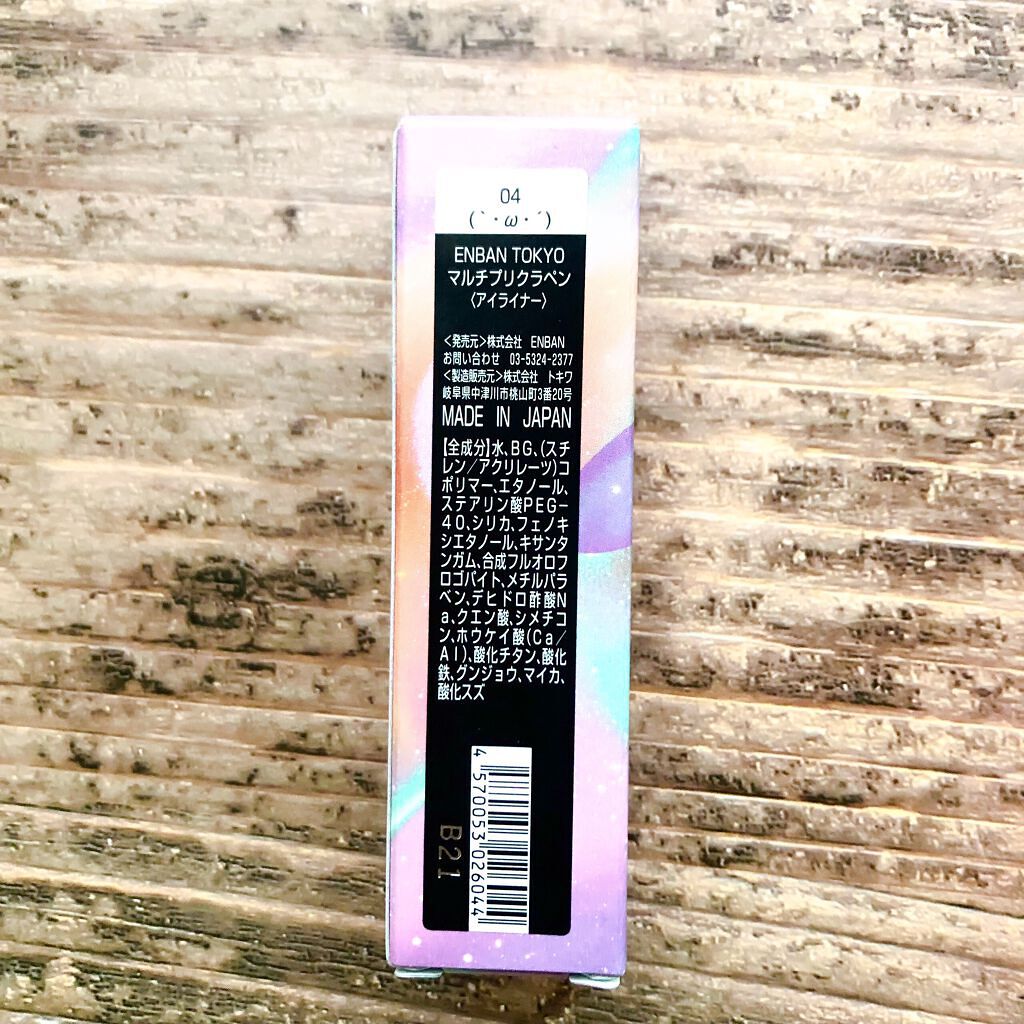 04
(｀・ω・´)
ENBAN TOKYO
マルチプリクラペン
〈アイライナー〉
＜発売元＞株式会社 ENBAN
お問い合わせ 03-5324-2377
＜製造販売元＞株式会社 トキワ
岐阜県中津川市桃山町3番20号
MADE IN JAPAN
【全成分】水、BG、(スチ
レン／アクリレーツ)コ
ポリマー、エタノール、
ステアリン酸PEG-
40、シリカ、フェノキ
シエタノール、キサンタ
ンガム、合成フルオロフ
ロゴパイト、メチルパラ
ベン、デヒドロ酢酸N
a、クエン酸、シメチコ
ン、ホウケイ酸(Ca／
Al)、酸化チタン、酸化
鉄、グンジョウ、マイカ、
酸化スズ
4 570053 026044
B21